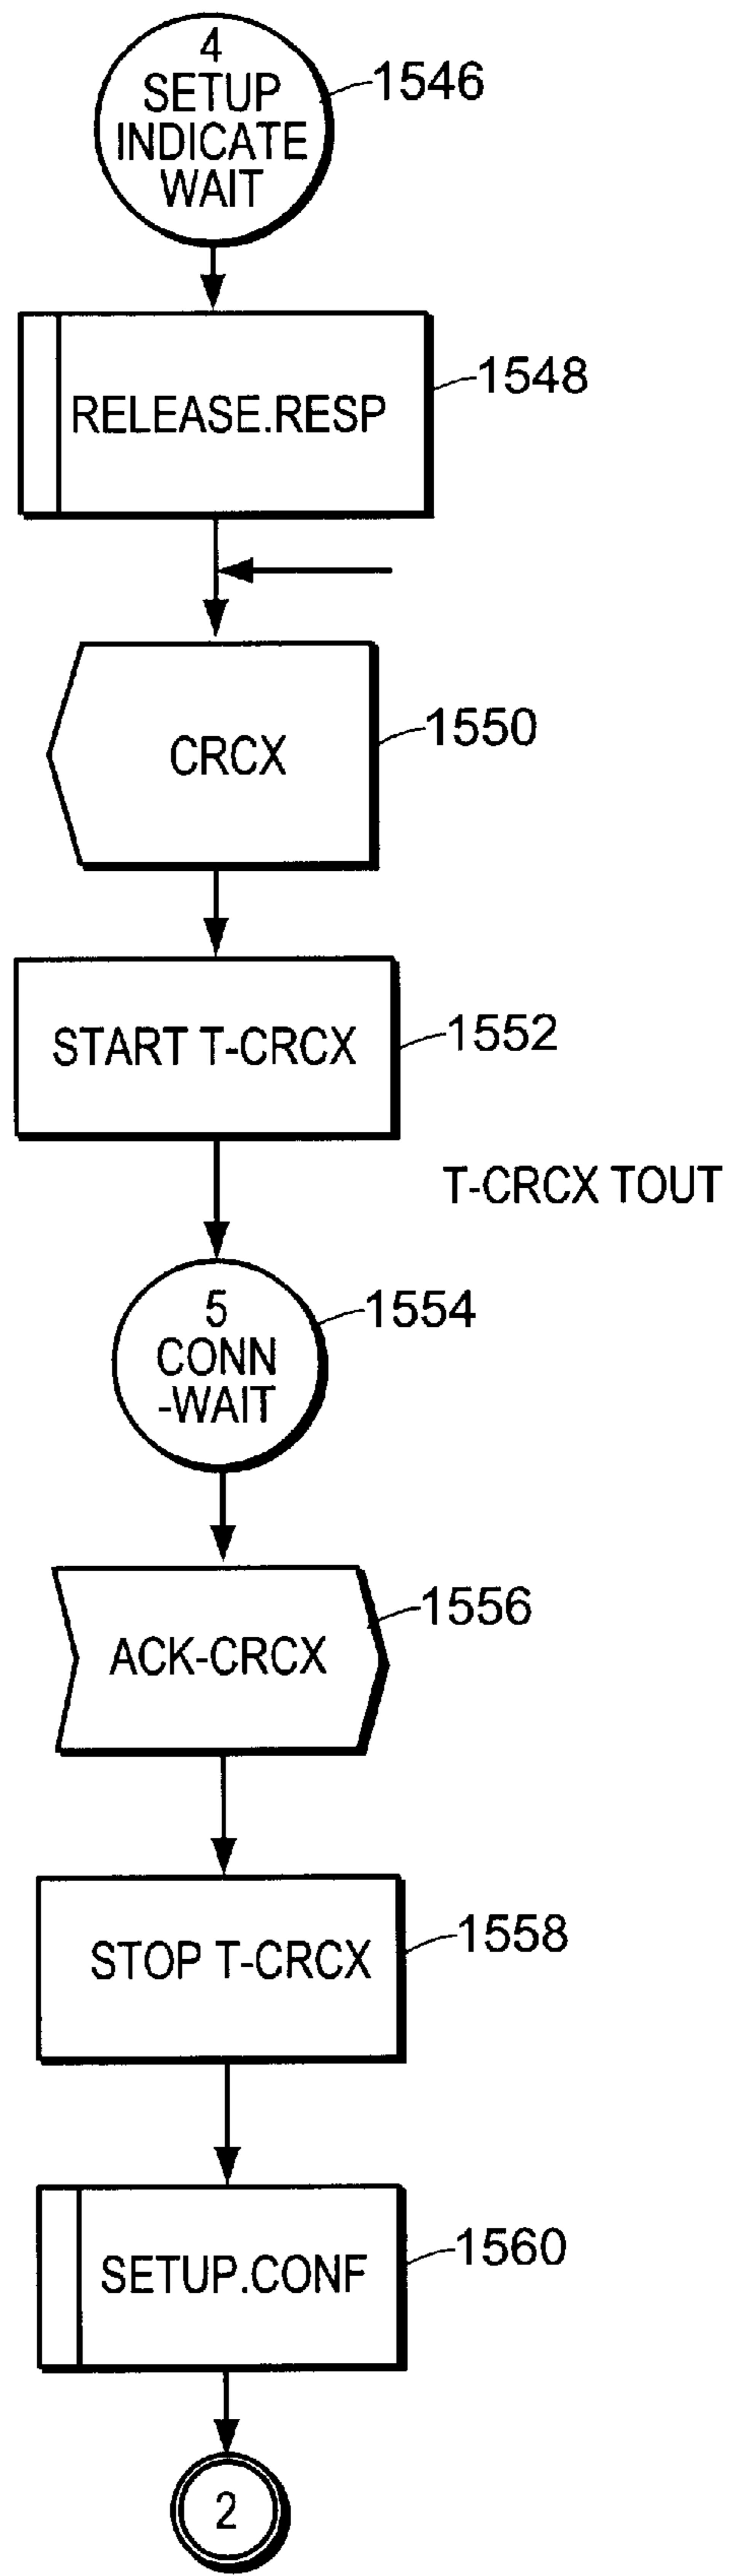 4
SETUP
INDICATE
WAIT
1546
RELEASE.RESP
1548
CRCX
1550
START T-CRCX
1552
T-CRCX TOUT
5
CONN
-WAIT
1554
ACK-CRCX
1556
STOP T-CRCX
1558
SETUP.CONF
1560
2